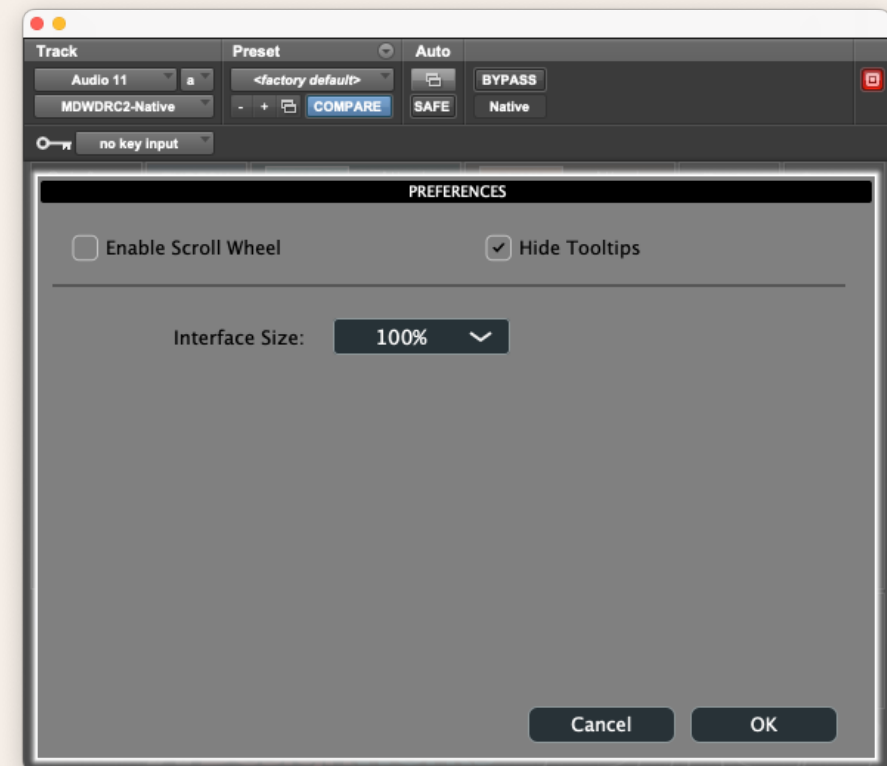 Track Preset Auto
Audio 11 a <factory default> BYPASS
MDWDRC2-Native - + COMPARE SAFE Native
no key input
PREFERENCES
Enable Scroll Wheel Hide Tooltips
Interface Size: 100%
Cancel OK